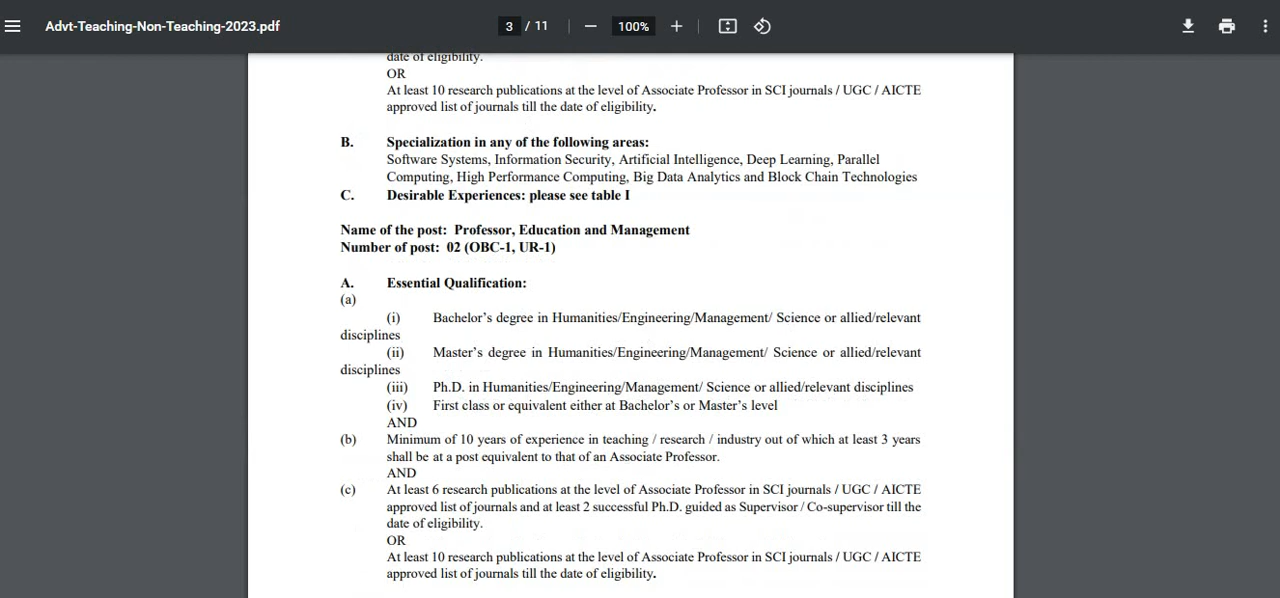 Advt-Teaching-Non-Teaching-2023.pdf
3 / 11
100%
date of eligibility.
OR
At least 10 research publications at the level of Associate Professor in SCI journals / UGC / AICTE
approved list of journals till the date of eligibility.
B. Specialization in any of the following areas:
Software Systems, Information Security, Artificial Intelligence, Deep Learning, Parallel
Computing, High Performance Computing, Big Data Analytics and Block Chain Technologies
C. Desirable Experiences: please see table I
Name of the post: Professor, Education and Management
Number of post: 02 (OBC-1, UR-1)
A. Essential Qualification:
(a)
(i) Bachelor’s degree in Humanities/Engineering/Management/ Science or allied/relevant
disciplines
(ii) Master’s degree in Humanities/Engineering/Management/ Science or allied/relevant
disciplines
(iii) Ph.D. in Humanities/Engineering/Management/ Science or allied/relevant disciplines
(iv) First class or equivalent either at Bachelor’s or Master’s level
AND
(b) Minimum of 10 years of experience in teaching / research / industry out of which at least 3 years
shall be at a post equivalent to that of an Associate Professor.
AND
(c) At least 6 research publications at the level of Associate Professor in SCI journals / UGC / AICTE
approved list of journals and at least 2 successful Ph.D. guided as Supervisor / Co-supervisor till the
date of eligibility.
OR
At least 10 research publications at the level of Associate Professor in SCI journals / UGC / AICTE
approved list of journals till the date of eligibility.